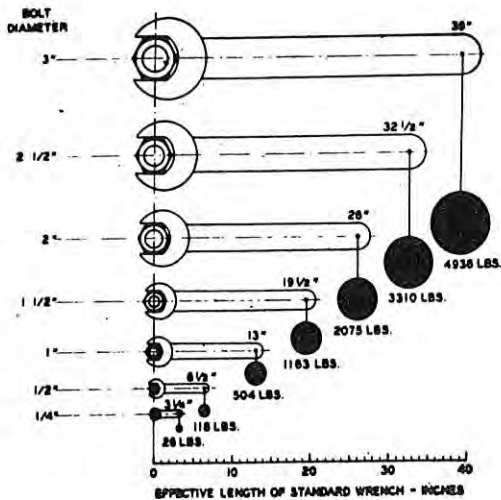 BOLT
DIAMETER
36"
3"
32 1/2"
2 1/2"
4936 LBS.
26"
2"
3310 LBS.
19 1/2"
2075 LBS.
1 1/2"
1163 LBS.
13"
1"
504 LBS.
6 1/2"
1/2"
118 LBS.
3 1/4"
1/4"
26 LBS.
0 10 20 30 40
EFFECTIVE LENGTH OF STANDARD WRENCH - INCHES